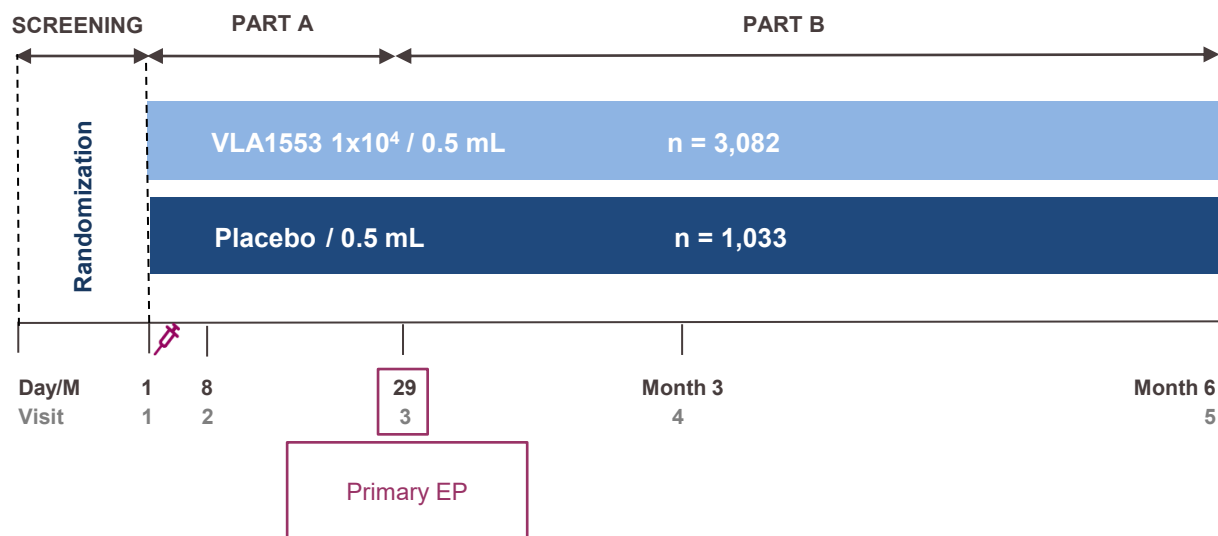 SCREENING PART A PART B
Randomization
VLA1553 1x10⁴ / 0.5 mL n = 3,082
Placebo / 0.5 mL n = 1,033
Day/M 1 8 29 Month 3 Month 6
Visit 1 2 3 4 5
Primary EP